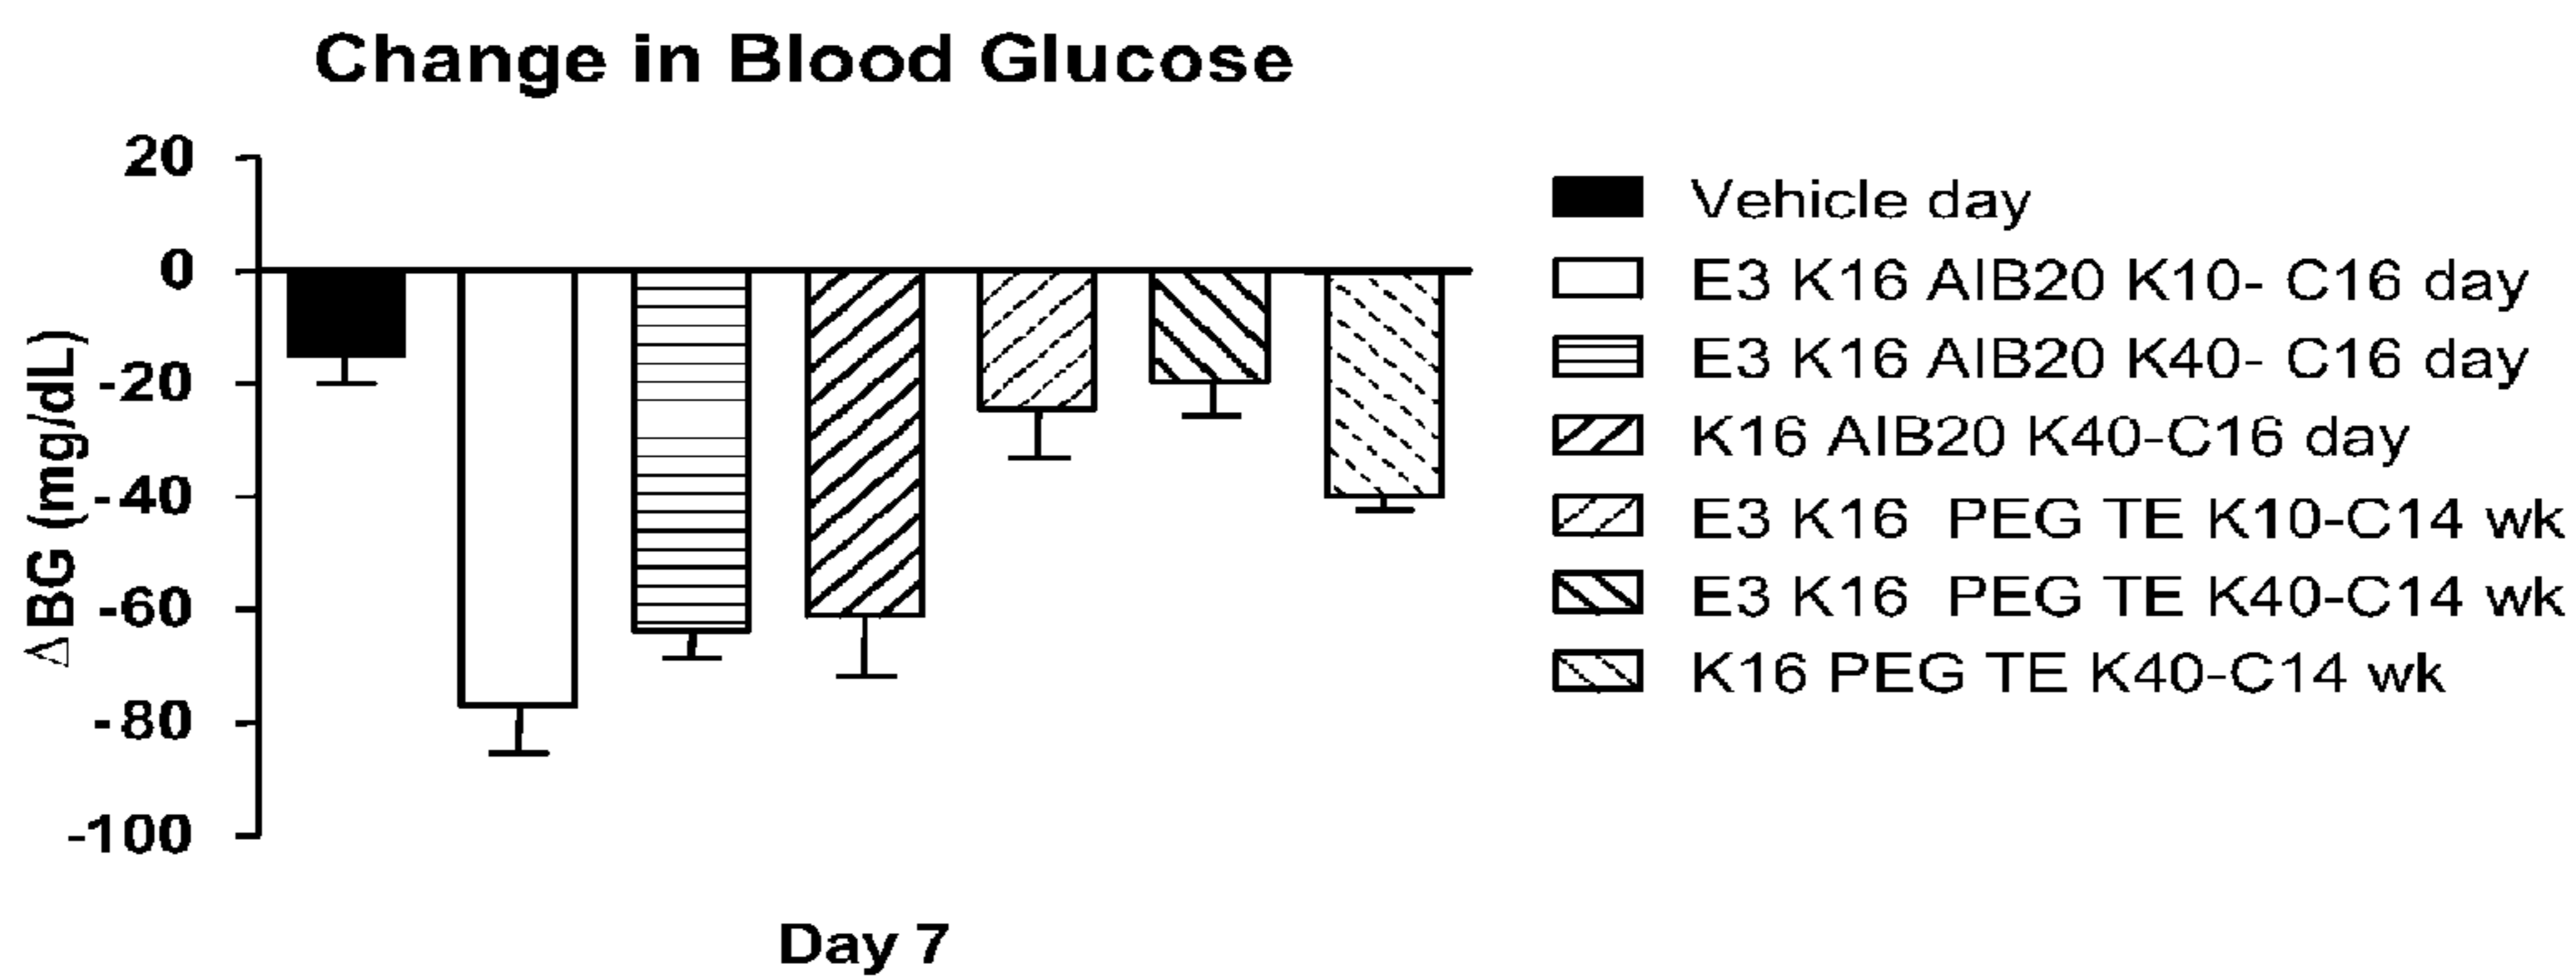 Change in Blood Glucose
20
0
-20
-40
-60
-80
-100
ΔBG (mg/dL)
Day 7
Vehicle day
E3 K16 AIB20 K10- C16 day
E3 K16 AIB20 K40- C16 day
K16 AIB20 K40-C16 day
E3 K16 PEG TE K10-C14 wk
E3 K16 PEG TE K40-C14 wk
K16 PEG TE K40-C14 wk